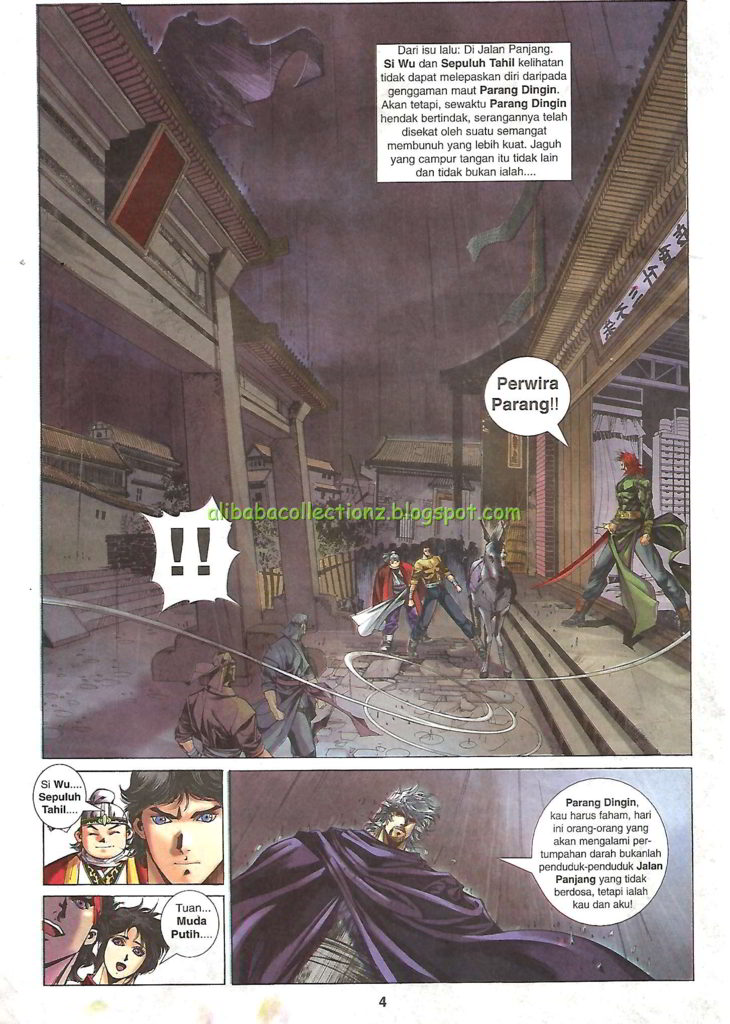 Dari isu lalu: Di Jalan Panjang.
Si Wu dan Sepuluh Tahil kelihatan
tidak dapat melepaskan diri daripada
genggaman maut Parang Dingin.
Akan tetapi, sewaktu Parang Dingin
hendak bertindak, serangannya telah
disekat oleh suatu semangat
membunuh yang lebih kuat. Jaguh
yang campur tangan itu tidak lain
dan tidak bukan ialah....
Perwira
Parang!!
alibabacollectionz.blogspot.com
!!
Si Wu....
Sepuluh
Tahil....
Parang Dingin,
kau harus faham, hari
ini orang-orang yang
akan mengalami per-
tumpahan darah bukanlah
penduduk-penduduk Jalan
Panjang yang tidak
berdosa, tetapi ialah
kau dan aku!
Tuan...
Muda
Putih....
4